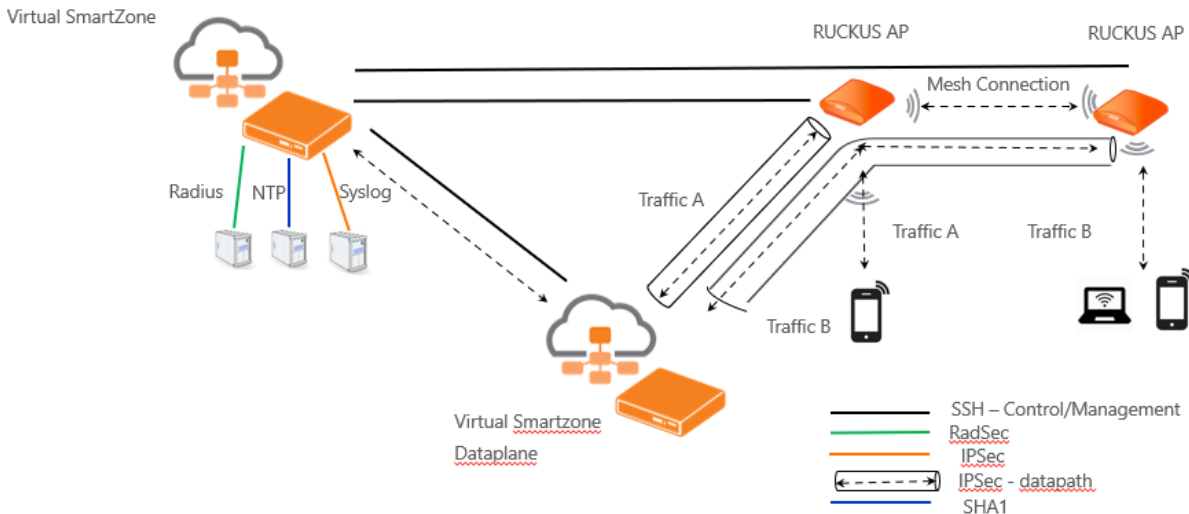 Virtual SmartZone
RUCKUS AP
RUCKUS AP
Mesh Connection
Radius
NTP
Syslog
Traffic A
Traffic A
Traffic B
Traffic B
Virtual Smartzone
Dataplane
SSH – Control/Management
RadSec
IPSec
IPSec - datapath
SHA1